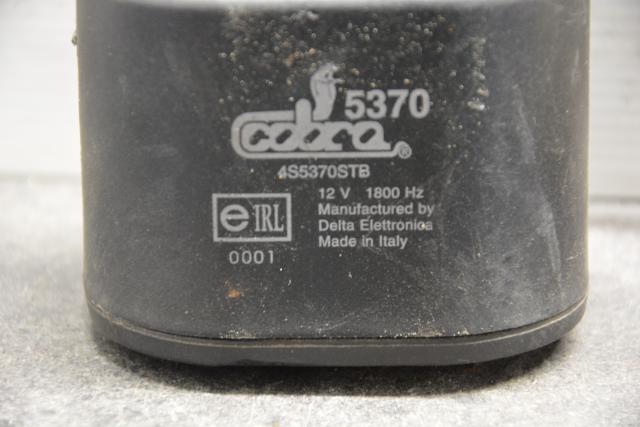 5370
cobra
4S5370STB
12 V 1800 Hz
Manufactured by
Delta Elettronica
Made in Italy
e IRL
0001